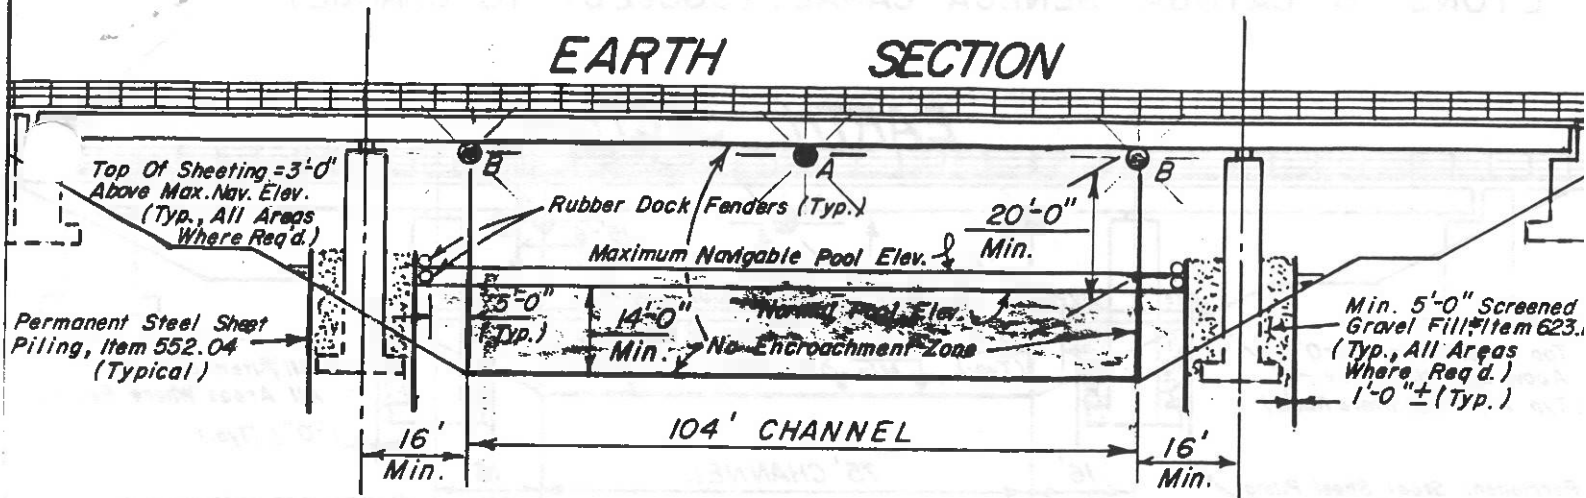 EARTH SECTION
B
A
B
Top Of Sheeting = 3'-0"
Above Max. Nav. Elev.
(Typ., All Areas
Where Req'd.)
Rubber Dock Fenders (Typ.)
20'-0"
Min.
Maximum Navigable Pool Elev.
Normal Pool Elev.
5'-0"
(Typ.)
14'-0"
Min.
No Encroachment Zone
Permanent Steel Sheet
Piling, Item 552.04
(Typical)
Min. 5'-0" Screened
Gravel Fill Item 623.
(Typ., All Areas
Where Req'd.)
1'-0" ± (Typ.)
16'
Min.
104' CHANNEL
16'
Min.
75' CHANNEL